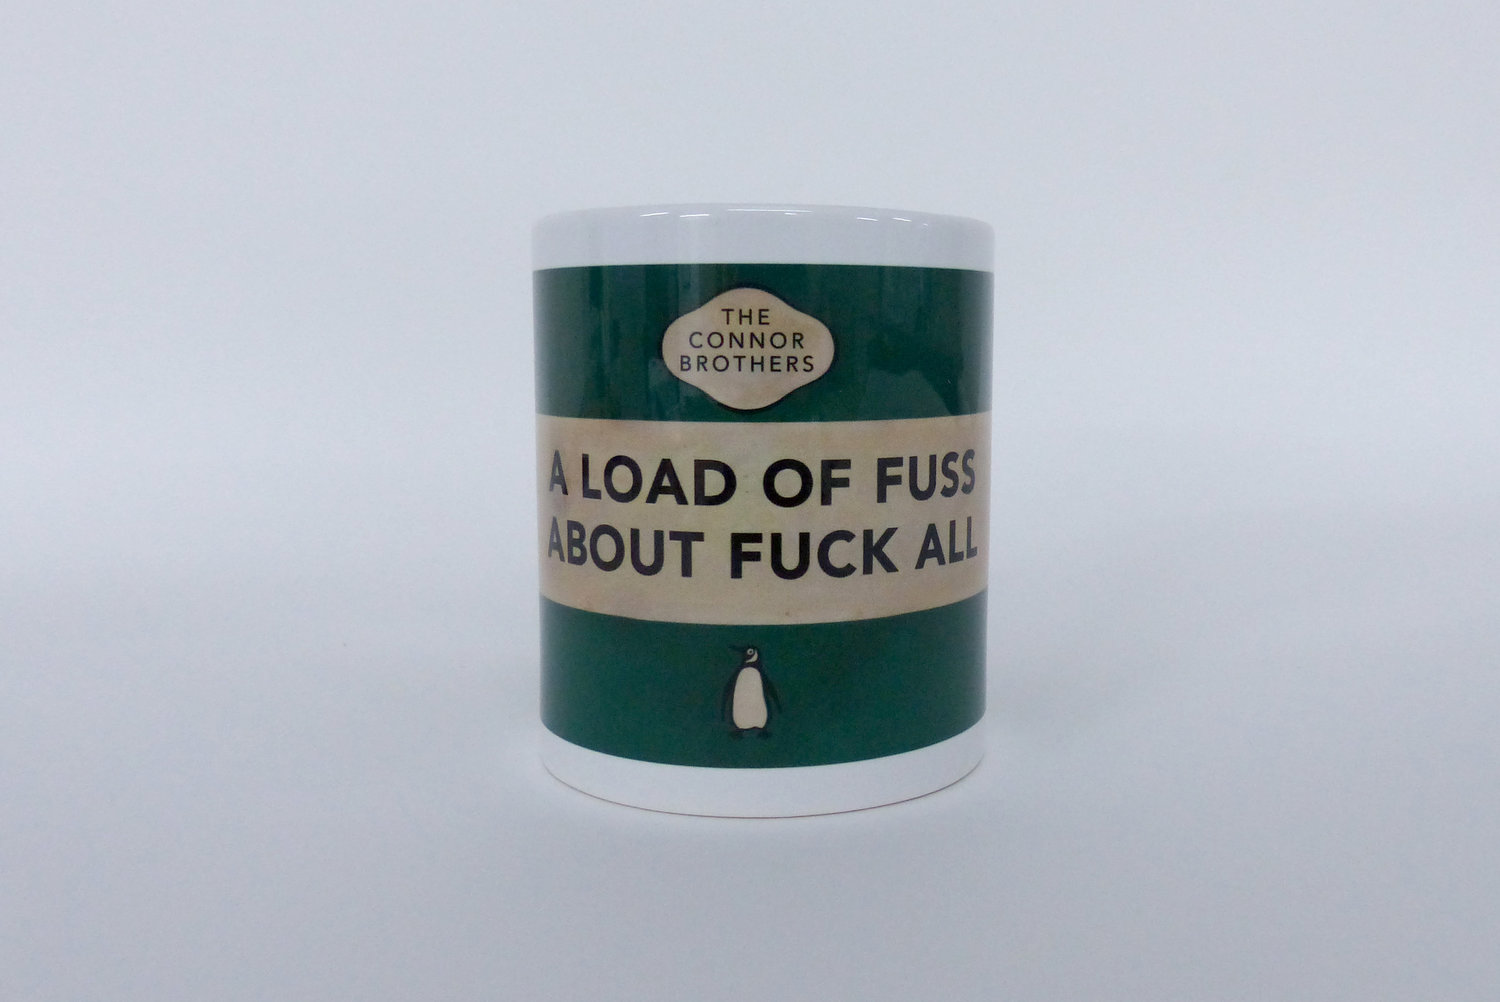 THE
CONNOR
BROTHERS
A LOAD OF FUSS
ABOUT FUCK ALL